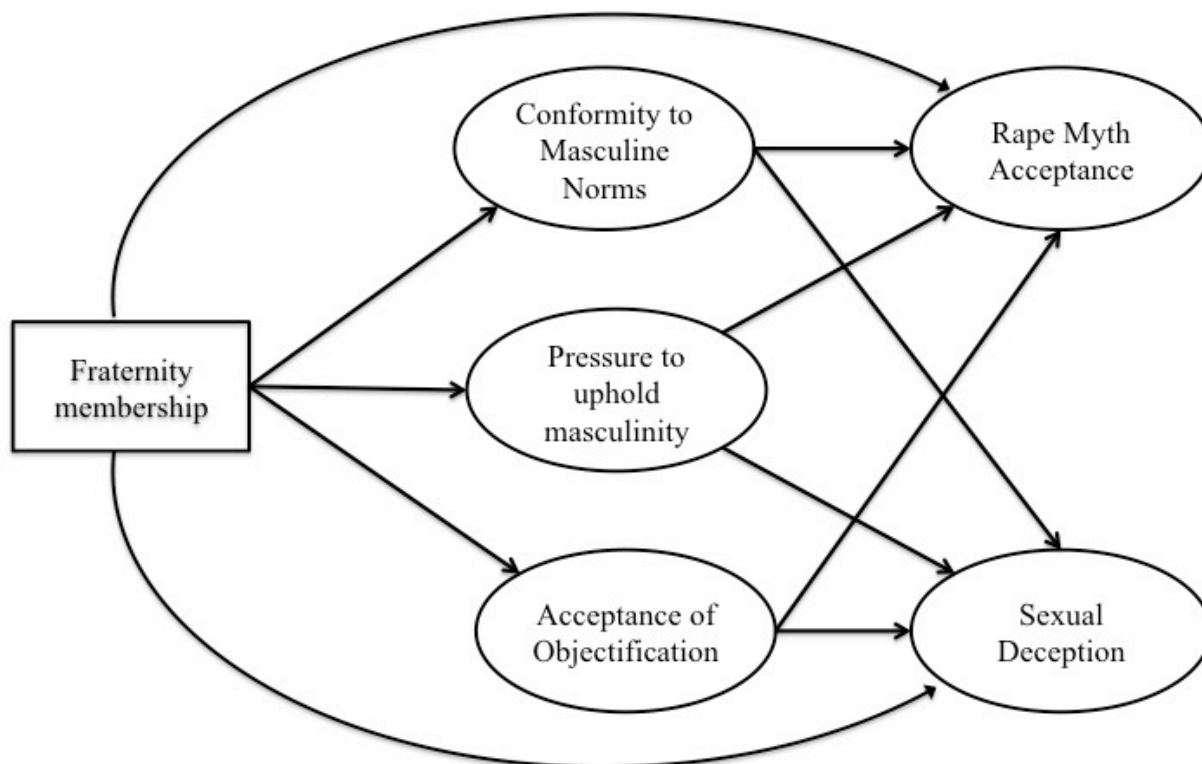 Conformity to
Masculine
Norms
Rape Myth
Acceptance
Fraternity
membership
Pressure to
uphold
masculinity
Acceptance of
Objectification
Sexual
Deception